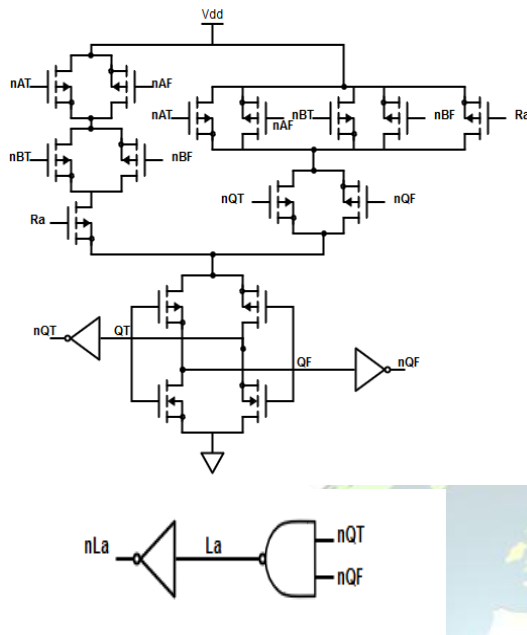 Vdd
nAT nAF
nAT nAF nBT nBF Ra
nBT nBF
nQT nQF
Ra
nQT QT QF nQF
nLa La nQT
nQF